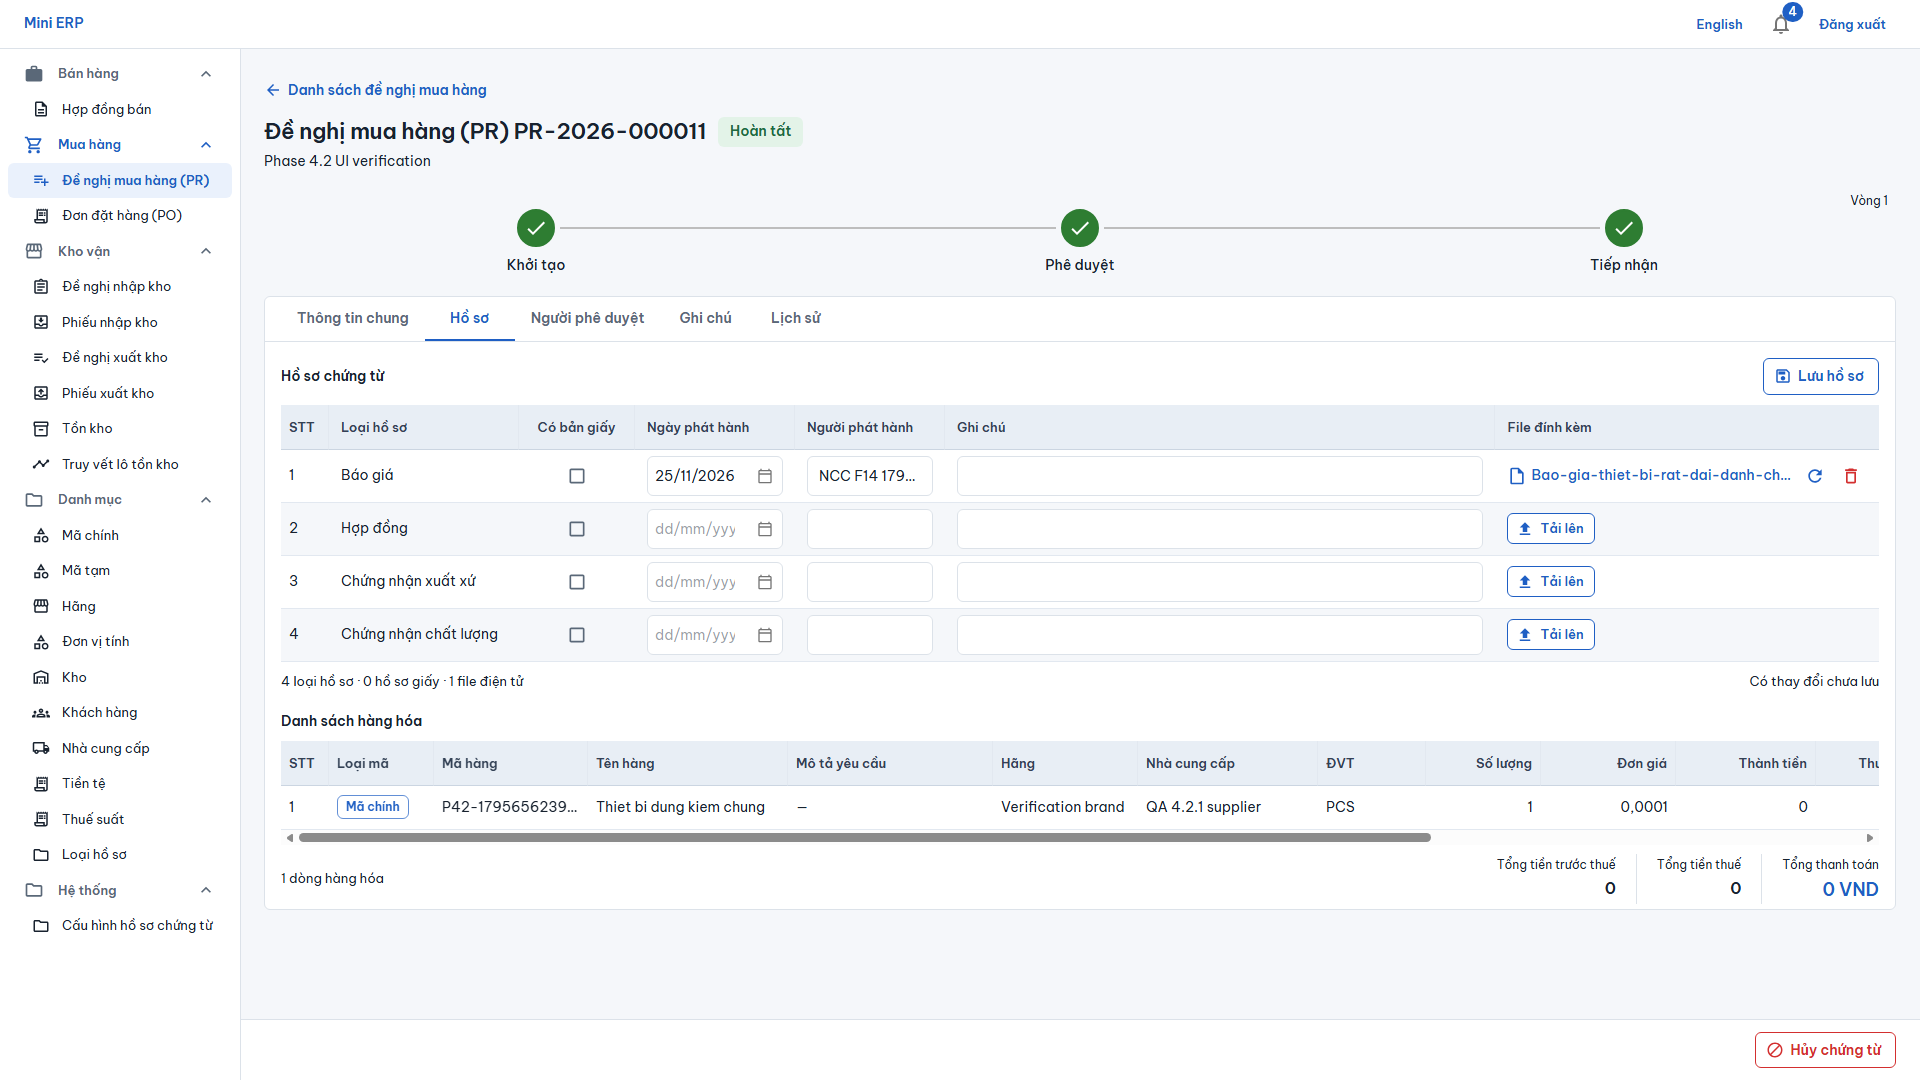 Mini ERP
English
4
Đăng xuất
Bán hàng
Hợp đồng bán
Mua hàng
Đề nghị mua hàng (PR)
Đơn đặt hàng (PO)
Kho vận
Đề nghị nhập kho
Phiếu nhập kho
Đề nghị xuất kho
Phiếu xuất kho
Tồn kho
Truy vết lô tồn kho
Danh mục
Mã chính
Mã tạm
Hãng
Đơn vị tính
Kho
Khách hàng
Nhà cung cấp
Tiền tệ
Thuế suất
Loại hồ sơ
Hệ thống
Cấu hình hồ sơ chứng từ
Danh sách đề nghị mua hàng
Đề nghị mua hàng (PR) PR-2026-000011 Hoàn tất
Phase 4.2 UI verification
Vòng 1
Khởi tạo Phê duyệt Tiếp nhận
Thông tin chung Hồ sơ Người phê duyệt Ghi chú Lịch sử
Hồ sơ chứng từ Lưu hồ sơ
STT Loại hồ sơ Có bản giấy Ngày phát hành Người phát hành Ghi chú File đính kèm
1 Báo giá 25/11/2026 NCC F14 179... Bao-gia-thiet-bi-rat-dai-danh-ch...
2 Hợp đồng dd/mm/yyy Tải lên
3 Chứng nhận xuất xứ dd/mm/yyy Tải lên
4 Chứng nhận chất lượng dd/mm/yyy Tải lên
4 loại hồ sơ · 0 hồ sơ giấy · 1 file điện tử Có thay đổi chưa lưu
Danh sách hàng hóa
STT Loại mã Mã hàng Tên hàng Mô tả yêu cầu Hãng Nhà cung cấp ĐVT Số lượng Đơn giá Thành tiền Thu
1 Mã chính P42-1795656239... Thiet bi dung kiem chung — Verification brand QA 4.2.1 supplier PCS 1 0,0001 0
1 dòng hàng hóa
Tổng tiền trước thuế Tổng tiền thuế Tổng thanh toán
0 0 0 VND
Hủy chứng từ